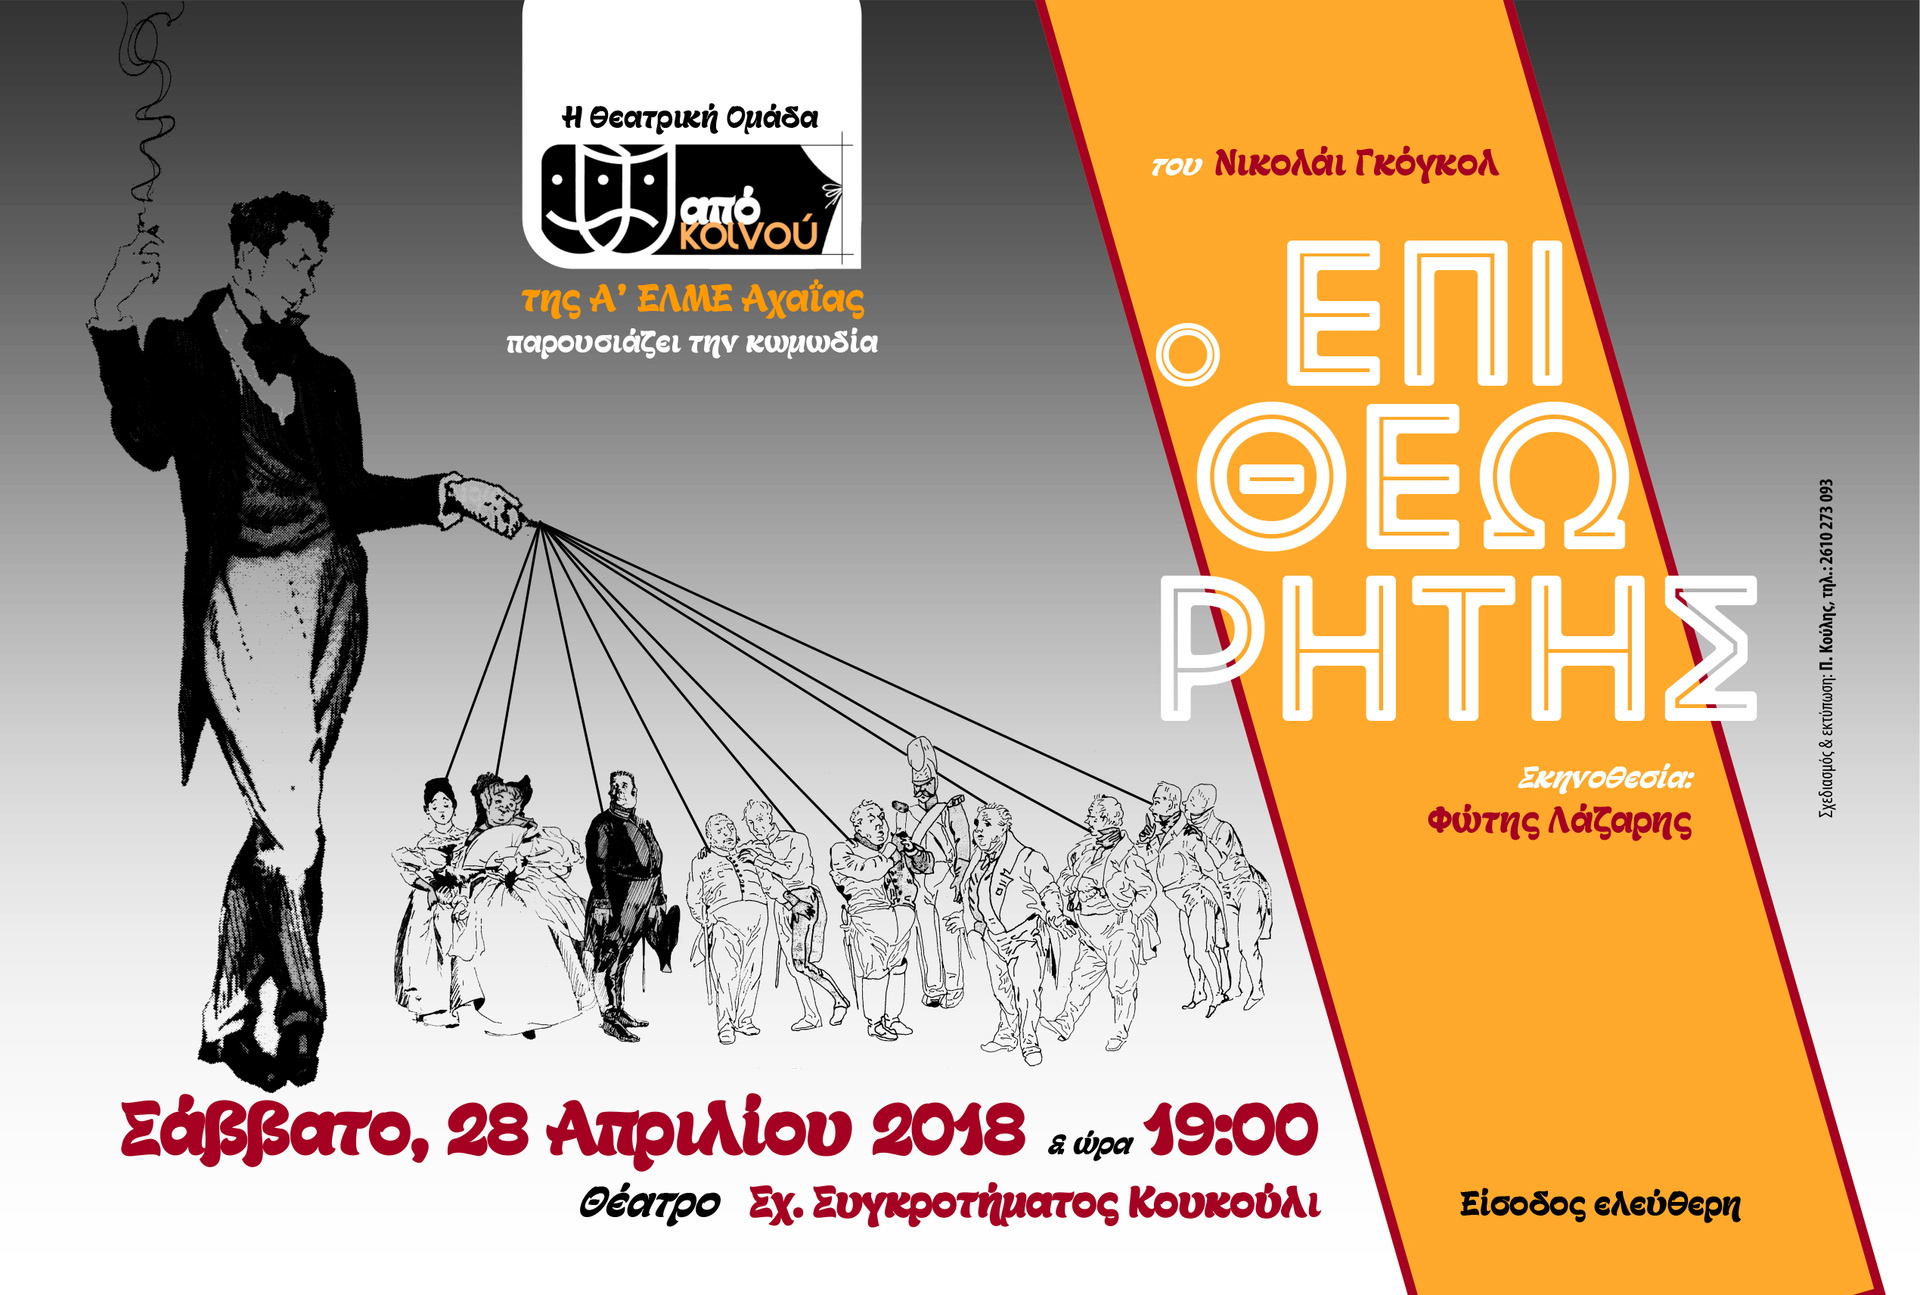 Η Θεατρική Ομάδα
από
κοινού
της Α' ΕΛΜΕ Αχαΐας
παρουσιάζει την κωμωδία
του Νικολάι Γκόγκολ
Ο ΕΠΙ
ΘΕΩ
ΡΗΤΗΣ
Σκηνοθεσία:
Φώτης Λάζαρης
Σχεδιασμός & εκτύπωση: Π. Κούλης, τηλ.: 2610 273 093
Σάββατο, 28 Απριλίου 2018 & ώρα 19:00
Θέατρο Σχ. Συγκροτήματος Κουκούλι
Είσοδος ελεύθερη